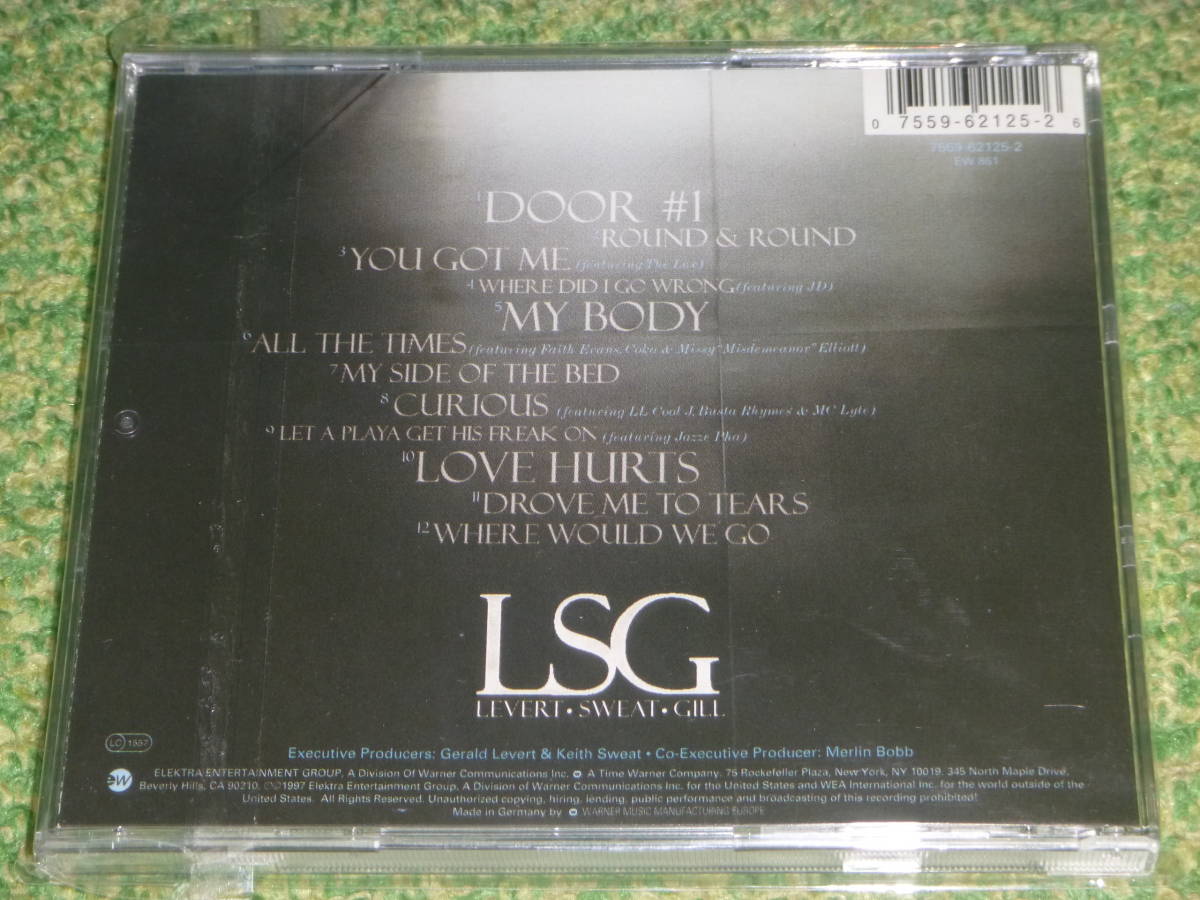 0 7559-62125-2 6
7559-62125-2
EW 861
1 DOOR #1
ROUND & ROUND
3 YOU GOT ME (featuring The Lox)
4 WHERE DID I GO WRONG (featuring JD)
5 MY BODY
6 ALL THE TIMES (featuring Faith Evans, Coko & Missy "Misdemeanor" Elliott)
7 MY SIDE OF THE BED
8 CURIOUS (featuring LL Cool J, Busta Rhymes & MC Lyte)
9 LET A PLAYA GET HIS FREAK ON (featuring Jazze Pha)
10 LOVE HURTS
11 DROVE ME TO TEARS
12 WHERE WOULD WE GO
LSG
LEVERT • SWEAT • GILL
LC 1557
Executive Producers: Gerald Levert & Keith Sweat • Co-Executive Producer: Merlin Bobb
ew
ELEKTRA ENTERTAINMENT GROUP, A Division Of Warner Communications Inc. A Time Warner Company. 75 Rockefeller Plaza, New York, NY 10019. 345 North Maple Drive,
Beverly Hills, CA 90210. ©℗1997 Elektra Entertainment Group, A Division of Warner Communications Inc. for the United States and WEA International Inc. for the world outside of the
United States. All Rights Reserved. Unauthorized copying, hiring, lending, public performance and broadcasting of this recording prohibited.
Made in Germany by WARNER MUSIC MANUFACTURING EUROPE